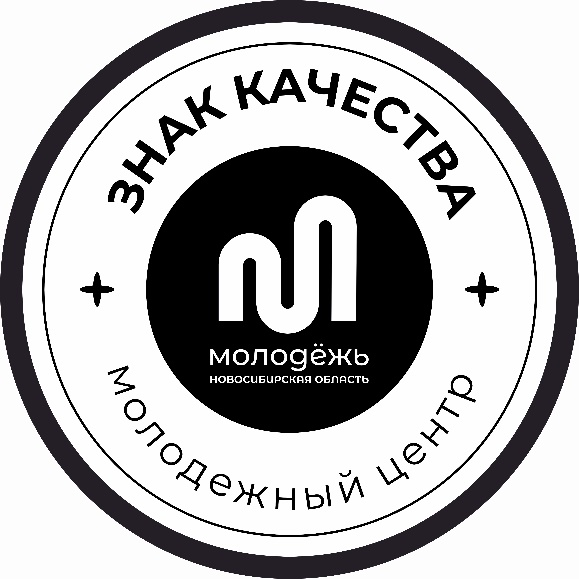 ЗНАК КАЧЕСТВА
молодёжь
НОВОСИБИРСКАЯ ОБЛАСТЬ
молодежный центр